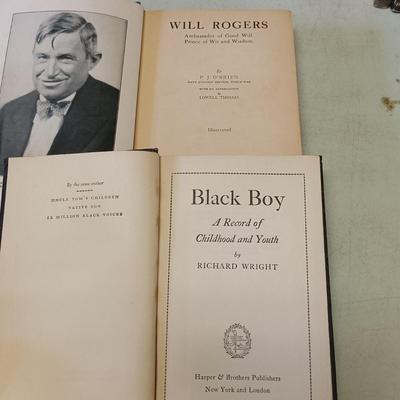 WILL ROGERS
Ambassador of Good Will
Prince of Wit and Wisdom
By
P. J. O'BRIEN
WITH AN APPRECIATION
by
LOWELL THOMAS
Illustrated
By the same author
UNCLE TOM'S CHILDREN
NATIVE SON
12 MILLION BLACK VOICES
Black Boy
A Record of
Childhood and Youth
by
RICHARD WRIGHT
Harper & Brothers Publishers
New York and London